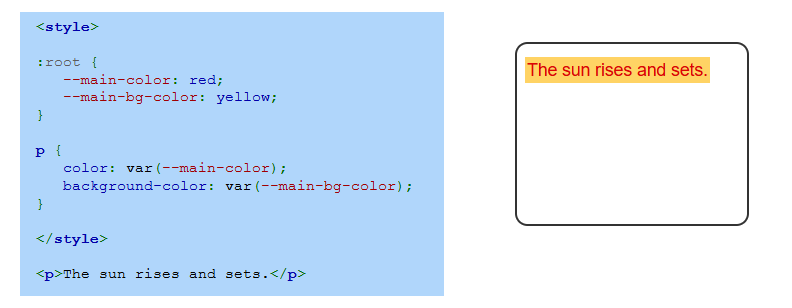 <style>
:root {
--main-color: red;
--main-bg-color: yellow;
}
p {
color: var(--main-color);
background-color: var(--main-bg-color);
}
</style>
<p>The sun rises and sets.</p>
The sun rises and sets.